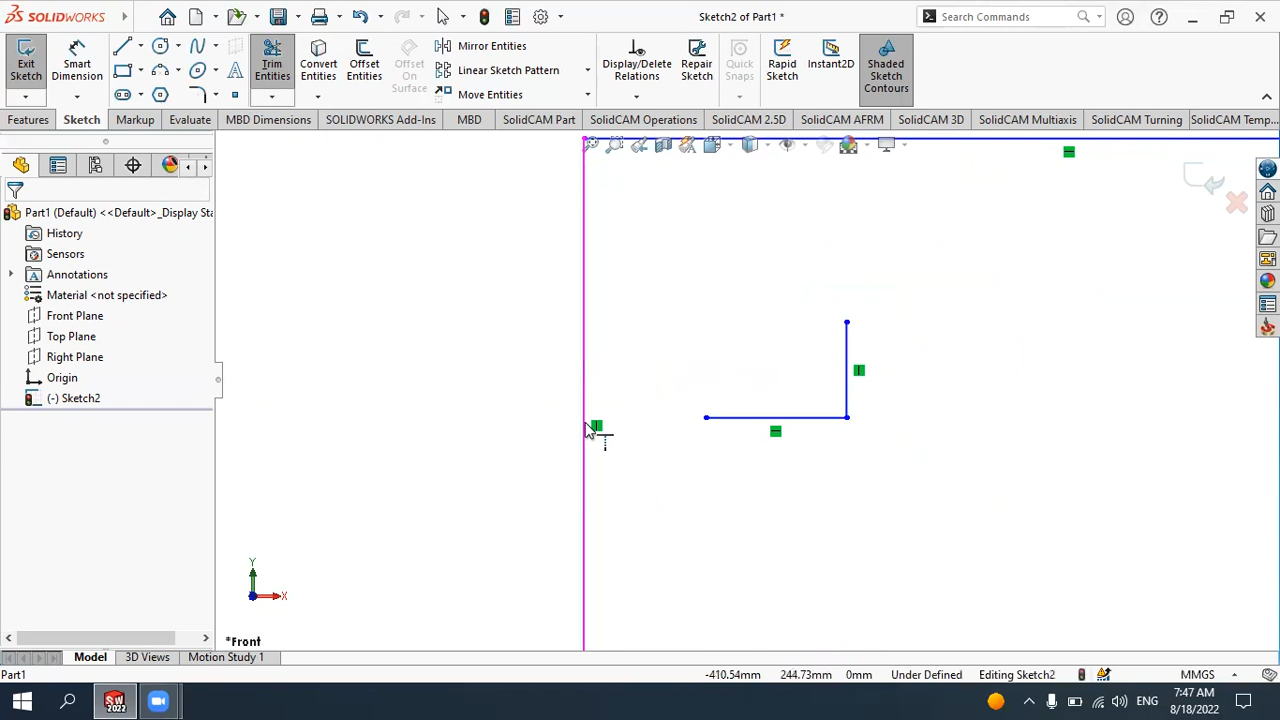 SOLIDWORKS
Sketch2 of Part1 *
Search Commands
Exit Sketch
Smart Dimension
Trim Entities
Convert Entities
Offset Entities
Offset On Surface
Mirror Entities
Linear Sketch Pattern
Move Entities
Display/Delete Relations
Repair Sketch
Quick Snaps
Rapid Sketch
Instant2D
Shaded Sketch Contours
Features
Sketch
Markup
Evaluate
MBD Dimensions
SOLIDWORKS Add-Ins
MBD
SolidCAM Part
SolidCAM Operations
SolidCAM 2.5D
SolidCAM AFRM
SolidCAM 3D
SolidCAM Multiaxis
SolidCAM Turning
SolidCAM Temp...
Part1 (Default) <<Default>_Display Sta
History
Sensors
Annotations
Material <not specified>
Front Plane
Top Plane
Right Plane
Origin
(-) Sketch2
Y
X
*Front
Model
3D Views
Motion Study 1
Part1
-410.54mm
244.73mm
0mm
Under Defined
Editing Sketch2
MMGS
SW
2022
ENG
7:47 AM
8/18/2022